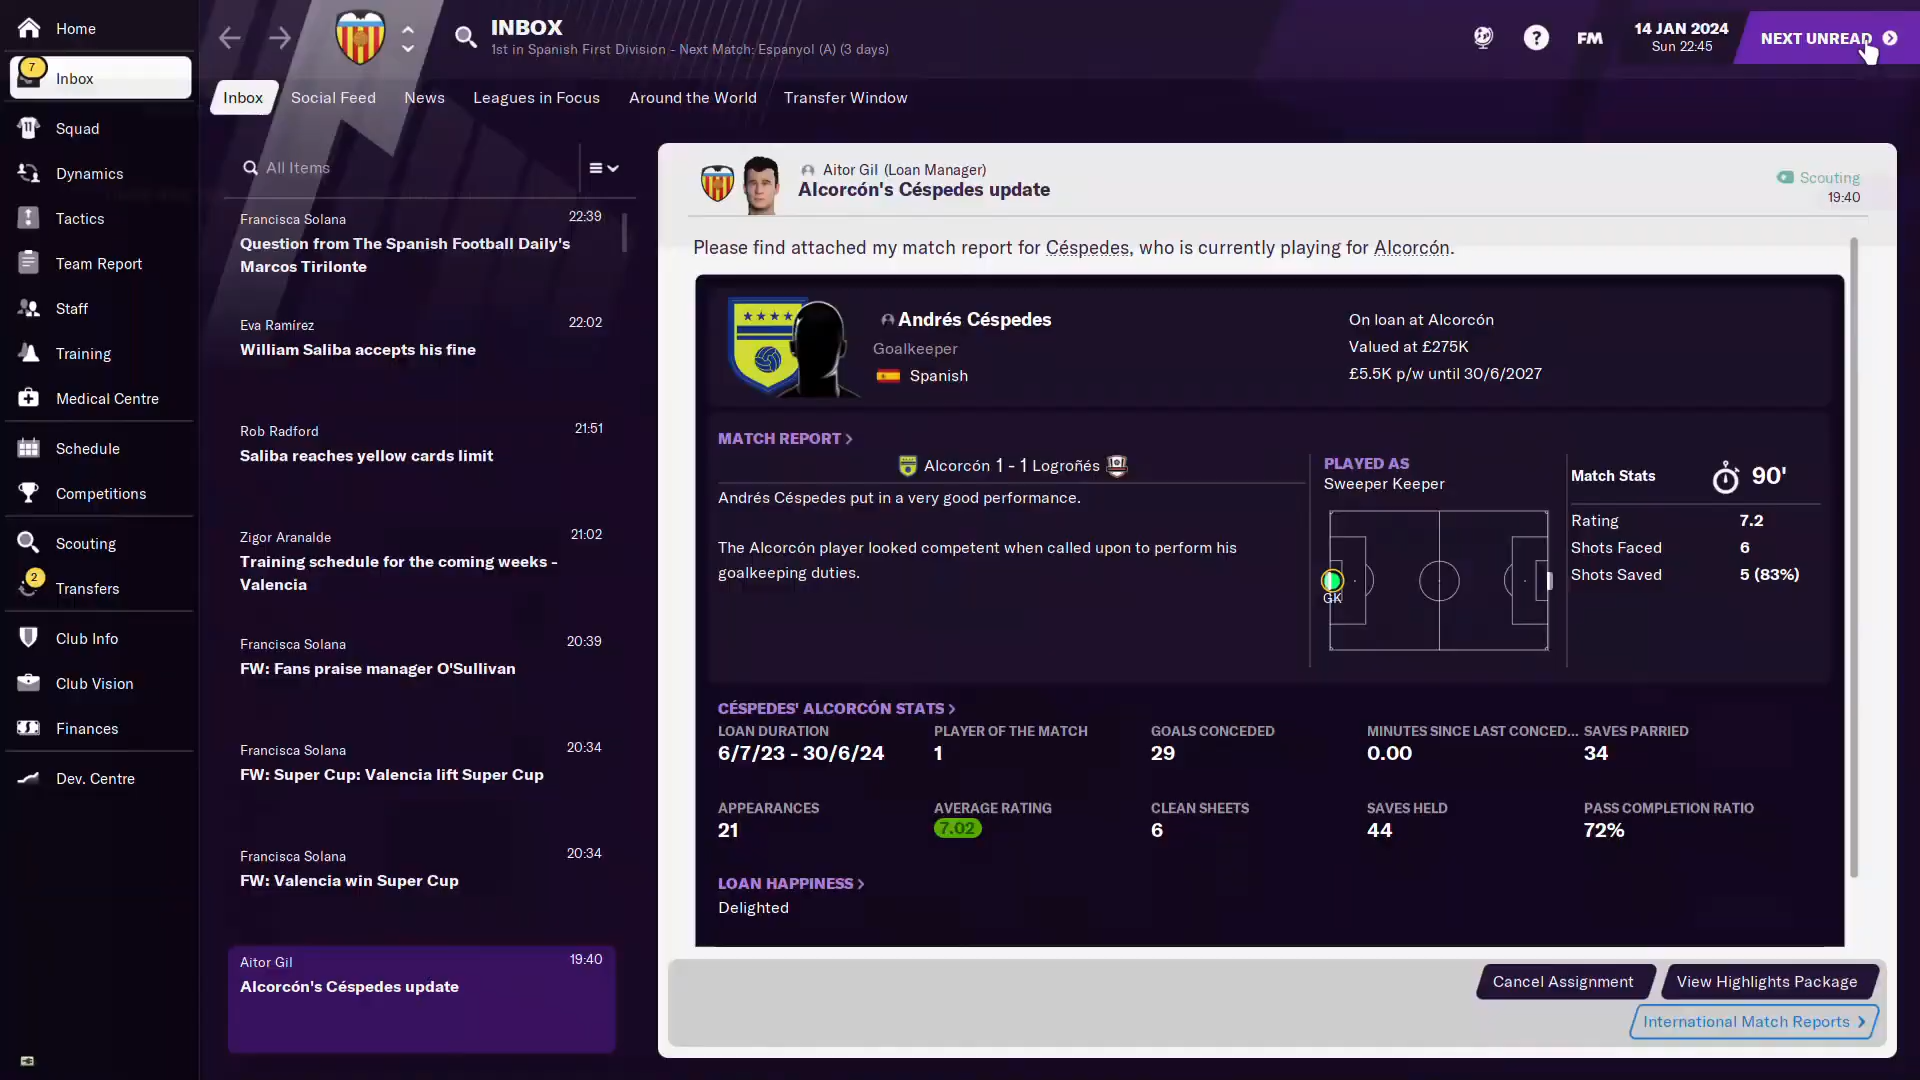 Home
7
Inbox
Squad
Dynamics
Tactics
Team Report
Staff
Training
Medical Centre
Schedule
Competitions
Scouting
2
Transfers
Club Info
Club Vision
Finances
Dev. Centre
INBOX
1st in Spanish First Division - Next Match: Espanyol (A) (3 days)
FM
14 JAN 2024
Sun 22:45
NEXT UNREAD
Inbox
Social Feed
News
Leagues in Focus
Around the World
Transfer Window
All Items
Francisca Solana
22:39
Question from The Spanish Football Daily's
Marcos Tirilonte
Eva Ramírez
22:02
William Saliba accepts his fine
Rob Radford
21:51
Saliba reaches yellow cards limit
Zigor Aranalde
21:02
Training schedule for the coming weeks -
Valencia
Francisca Solana
20:39
FW: Fans praise manager O'Sullivan
Francisca Solana
20:34
FW: Super Cup: Valencia lift Super Cup
Francisca Solana
20:34
FW: Valencia win Super Cup
Aitor Gil
19:40
Alcorcón's Céspedes update
Aitor Gil (Loan Manager)
Alcorcón's Céspedes update
Scouting
19:40
Please find attached my match report for Céspedes, who is currently playing for Alcorcón.
Andrés Céspedes
Goalkeeper
Spanish
On loan at Alcorcón
Valued at £275K
£5.5K p/w until 30/6/2027
MATCH REPORT >
Alcorcón 1 - 1 Logroñés
Andrés Céspedes put in a very good performance.
The Alcorcón player looked competent when called upon to perform his
goalkeeping duties.
PLAYED AS
Sweeper Keeper
GK
Match Stats
90'
Rating 7.2
Shots Faced 6
Shots Saved 5 (83%)
CÉSPEDES' ALCORCÓN STATS >
LOAN DURATION
6/7/23 - 30/6/24
PLAYER OF THE MATCH
1
GOALS CONCEDED
29
MINUTES SINCE LAST CONCED...
0.00
SAVES PARRIED
34
APPEARANCES
21
AVERAGE RATING
7.02
CLEAN SHEETS
6
SAVES HELD
44
PASS COMPLETION RATIO
72%
LOAN HAPPINESS >
Delighted
Cancel Assignment
View Highlights Package
International Match Reports >